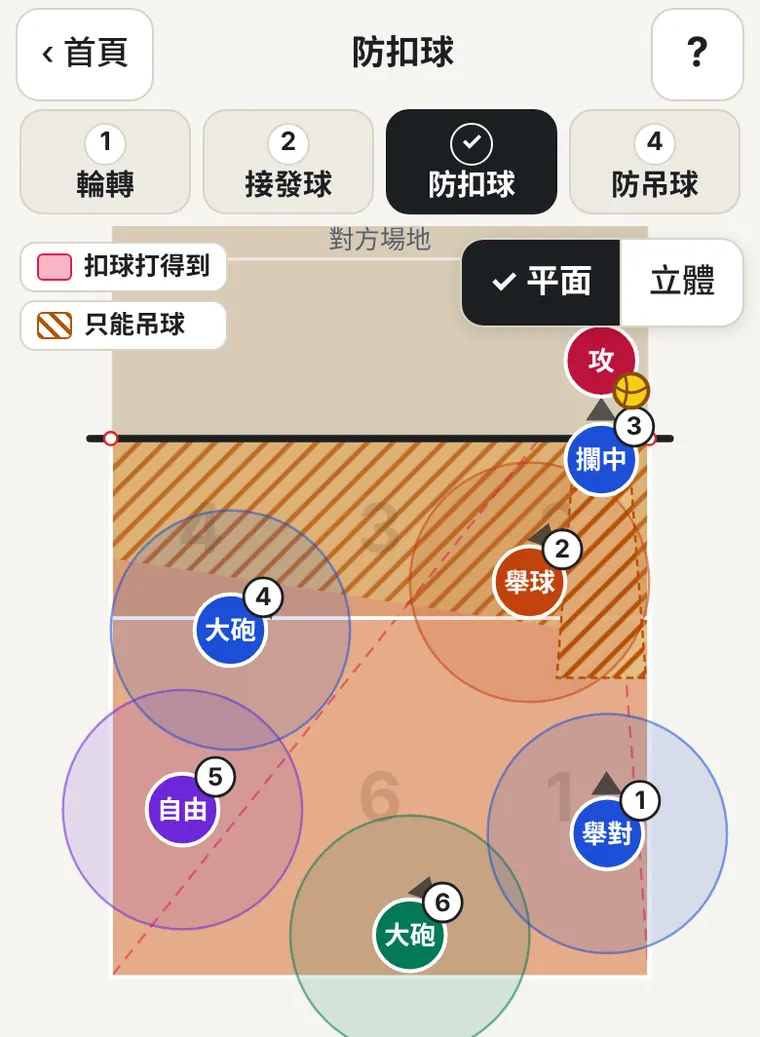 ‹ 首頁
防扣球
?
1
輪轉
2
接發球
防扣球
4
防吊球
對方場地
扣球打得到
只能吊球
平面
立體
攻
3
攔中
4
3
2
舉球
4
大砲
5
自由
6
1
1
舉對
6
大砲